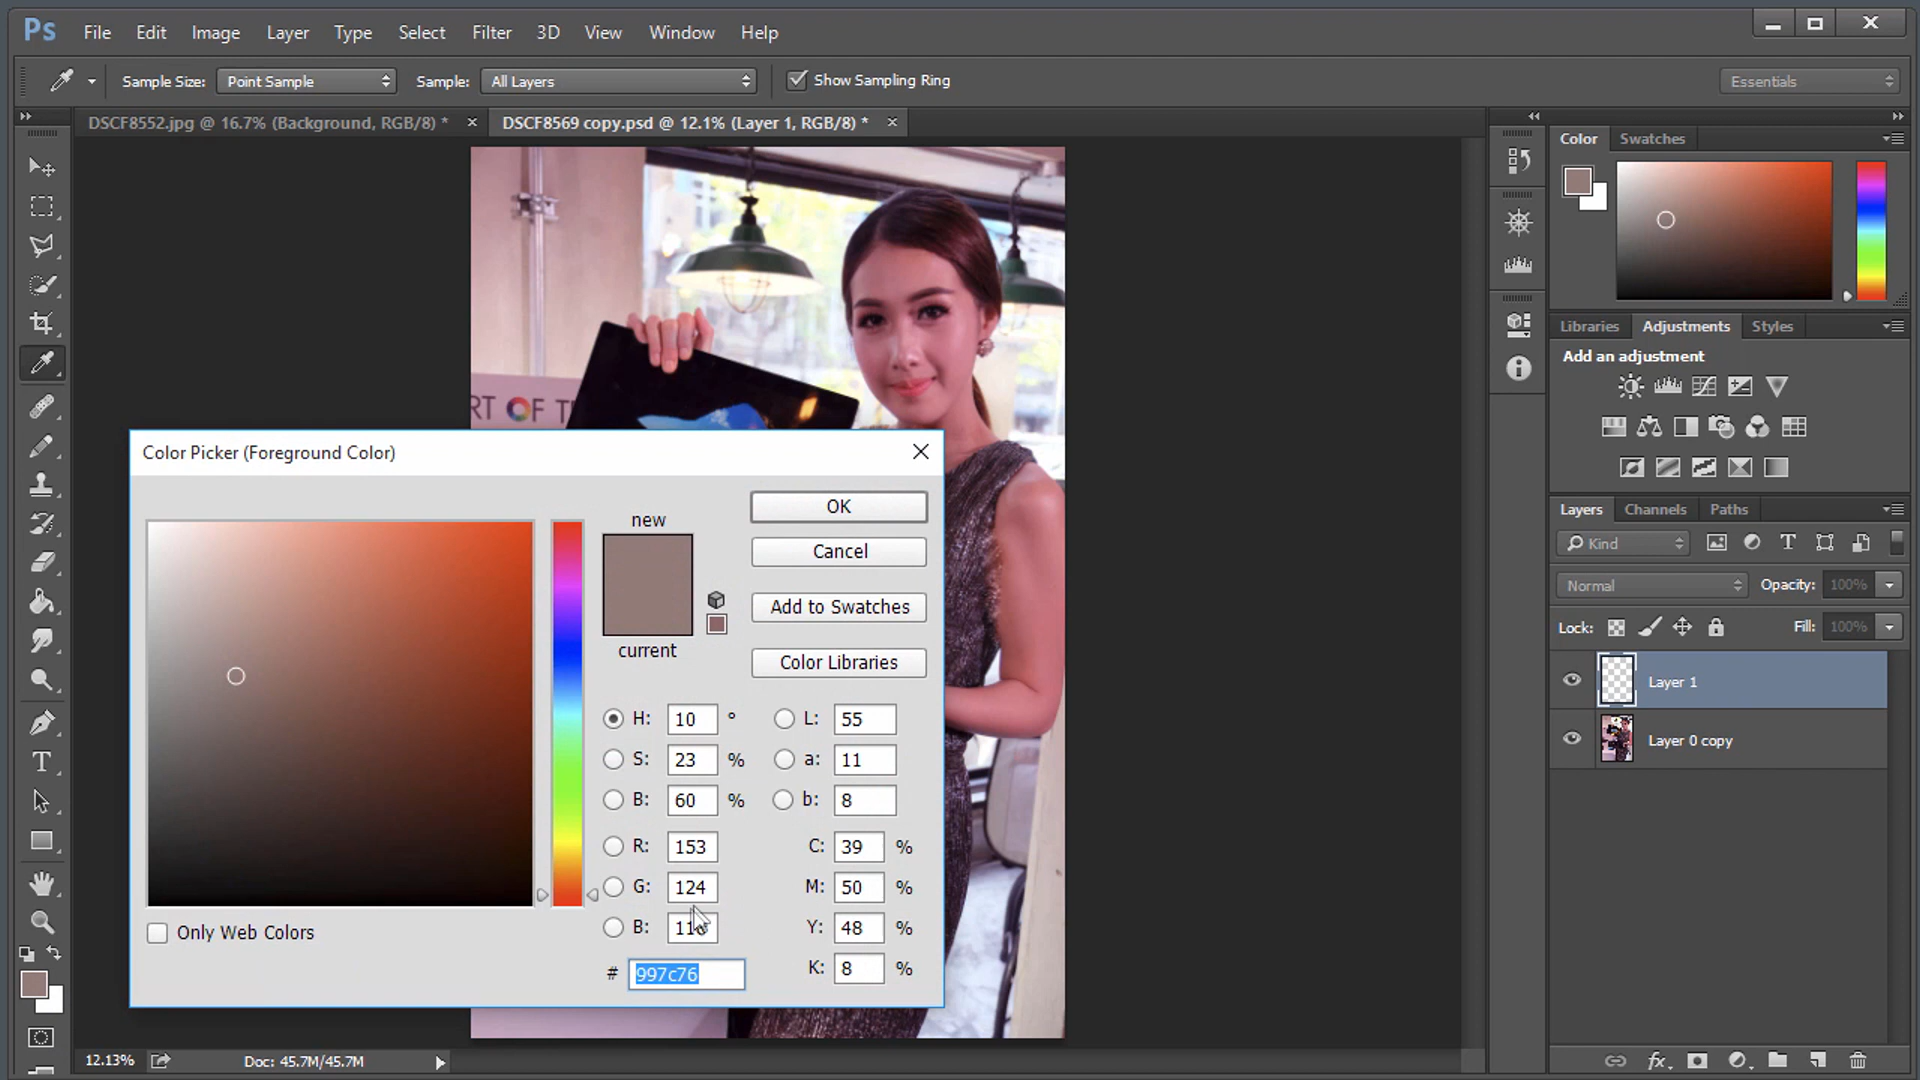 Ps File Edit Image Layer Type Select Filter 3D View Window Help
Sample Size: Point Sample Sample: All Layers Show Sampling Ring Essentials
DSCF8552.jpg @ 16.7% (Background, RGB/8) * DSCF8569 copy.psd @ 12.1% (Layer 1, RGB/8) *
Color Swatches
Libraries Adjustments Styles
Add an adjustment
RT OF T
Color Picker (Foreground Color)
new
current
OK
Cancel
Add to Swatches
Color Libraries
H: 10 ° L: 55
S: 23 % a: 11
B: 60 % b: 8
R: 153 C: 39 %
G: 124 M: 50 %
B: Y: 48 %
# 997c76 K: 8 %
Only Web Colors
Layers Channels Paths
Kind
Normal Opacity: 100%
Lock: Fill: 100%
Layer 1
Layer 0 copy
12.13% Doc: 45.7M/45.7M